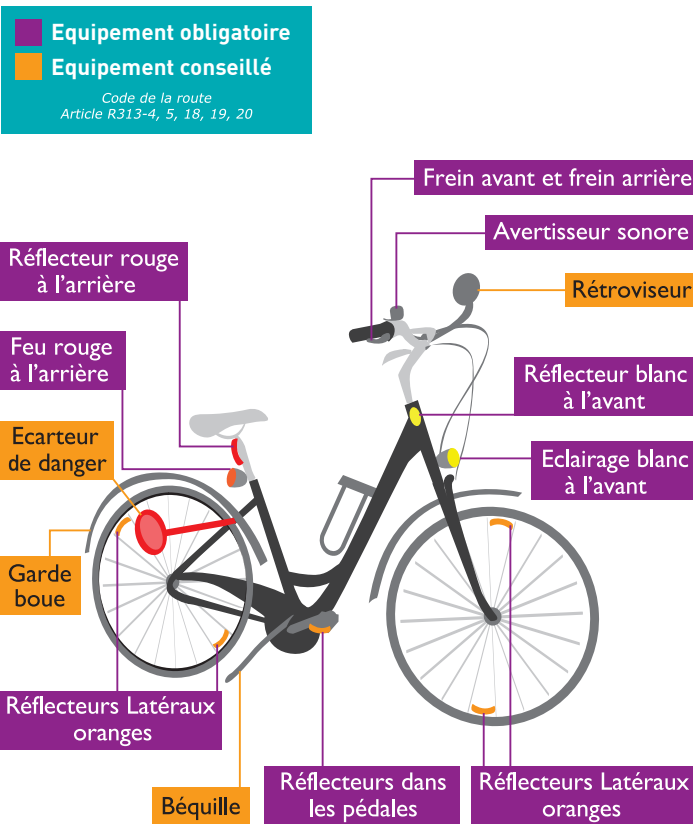 Equipement obligatoire
Equipement conseillé
Code de la route
Article R313-4, 5, 18, 19, 20
Frein avant et frein arrière
Avertisseur sonore
Réflecteur rouge
à l'arrière
Rétroviseur
Feu rouge
à l'arrière
Réflecteur blanc
à l'avant
Ecarteur
de danger
Eclairage blanc
à l'avant
Garde
boue
Réflecteurs Latéraux
oranges
Béquille
Réflecteurs dans
les pédales
Réflecteurs Latéraux
oranges